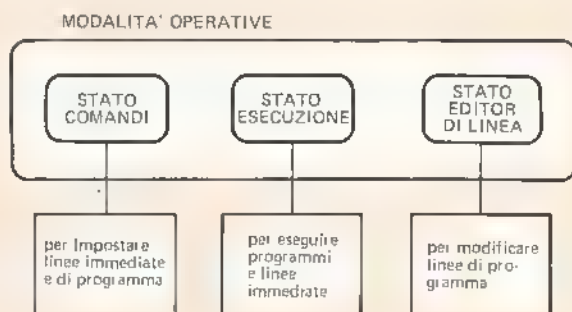 MODALITA' OPERATIVE
STATO
COMANDI
STATO
ESECUZIONE
STATO
EDITOR
DI LINEA
per Impostare
linee immediate
e di programma
per eseguire
programmi
e linee
immediate
per modificare
linee di pro-
gramma